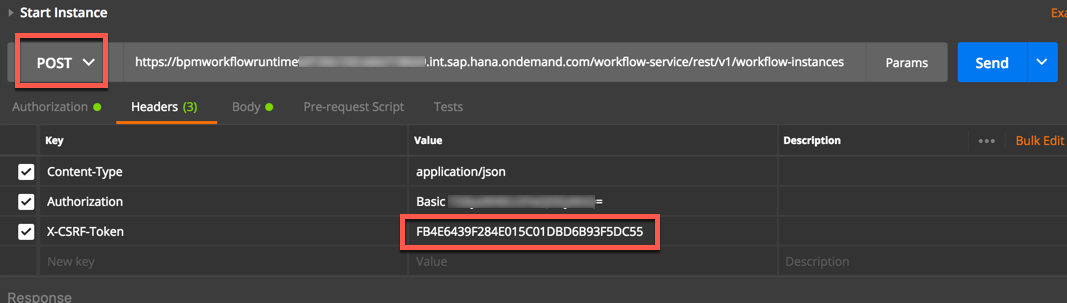 Start Instance
Exa
POST
https://bpmworkflowruntime .int.sap.hana.ondemand.com/workflow-service/rest/v1/workflow-instances
Params
Send
Authorization
Headers (3)
Body
Pre-request Script
Tests
Key Value Description ••• Bulk Edit
Content-Type application/json
Authorization Basic =
X-CSRF-Token FB4E6439F284E015C01DBD6B93F5DC55
New key Value Description
Response